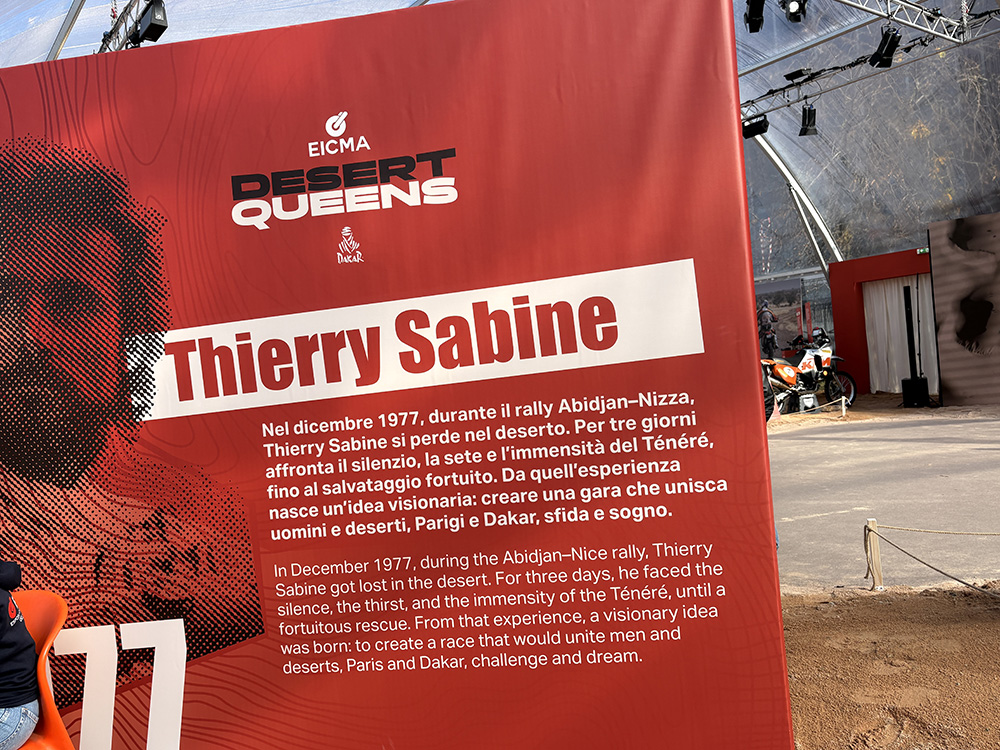 EICMA
DESERT
QUEENS
DAKAR
Thierry Sabine
Nel dicembre 1977, durante il rally Abidjan–Nizza,
Thierry Sabine si perde nel deserto. Per tre giorni
affronta il silenzio, la sete e l'immensità del Ténéré,
fino al salvataggio fortuito. Da quell'esperienza
nasce un'idea visionaria: creare una gara che unisca
uomini e deserti, Parigi e Dakar, sfida e sogno.
In December 1977, during the Abidjan–Nice rally, Thierry
Sabine got lost in the desert. For three days, he faced the
silence, the thirst, and the immensity of the Ténéré, until a
fortuitous rescue. From that experience, a visionary idea
was born: to create a race that would unite men and
deserts, Paris and Dakar, challenge and dream.
77